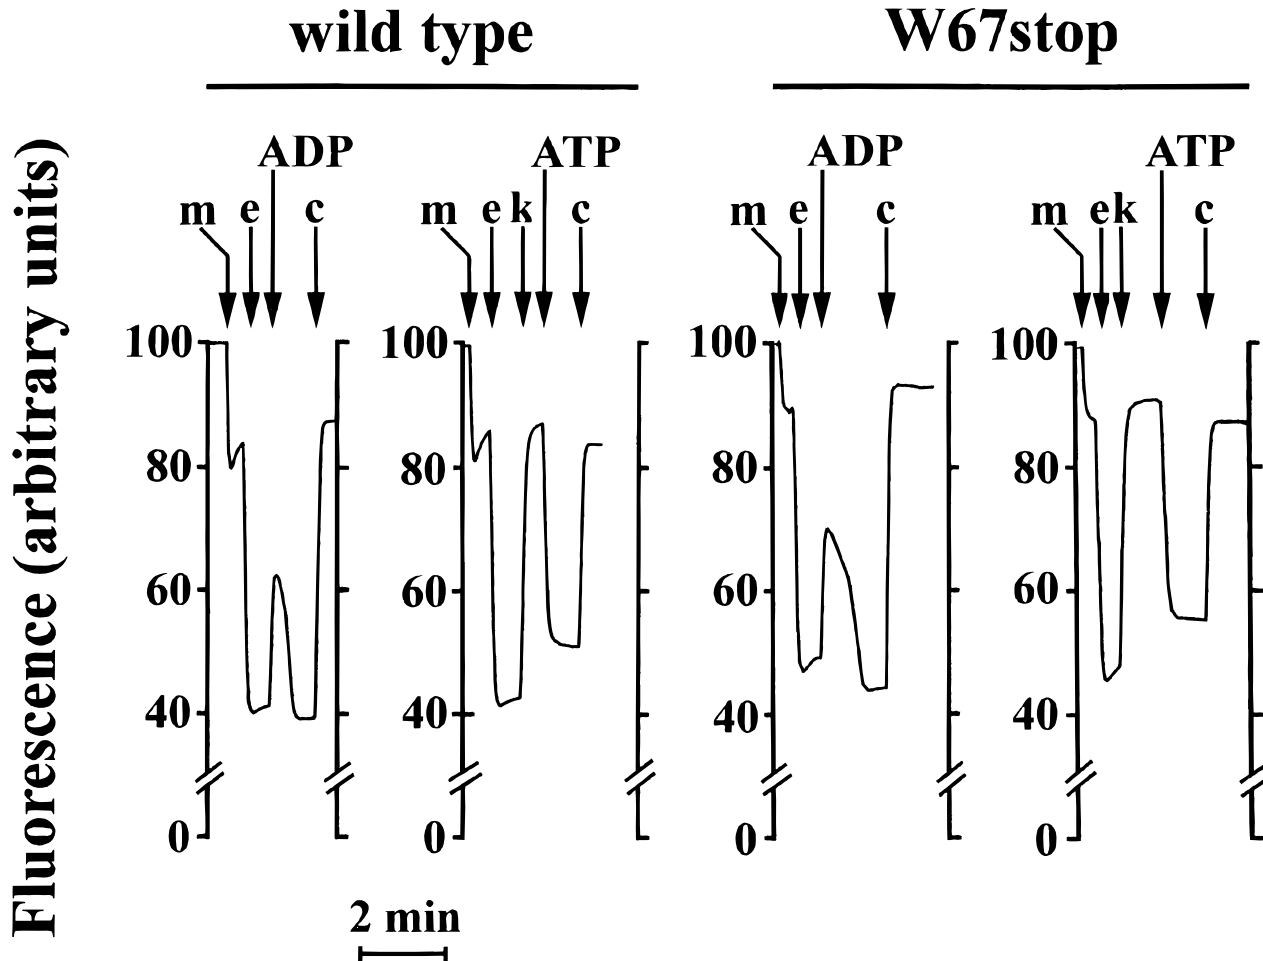 wild type W67stop
ADP ATP ADP ATP
m e c m e k c m e c m e k c
Fluorescence (arbitrary units)
100 100 100 100
80 80 80 80
60 60 60 60
40 40 40 40
0 0 0 0
2 min